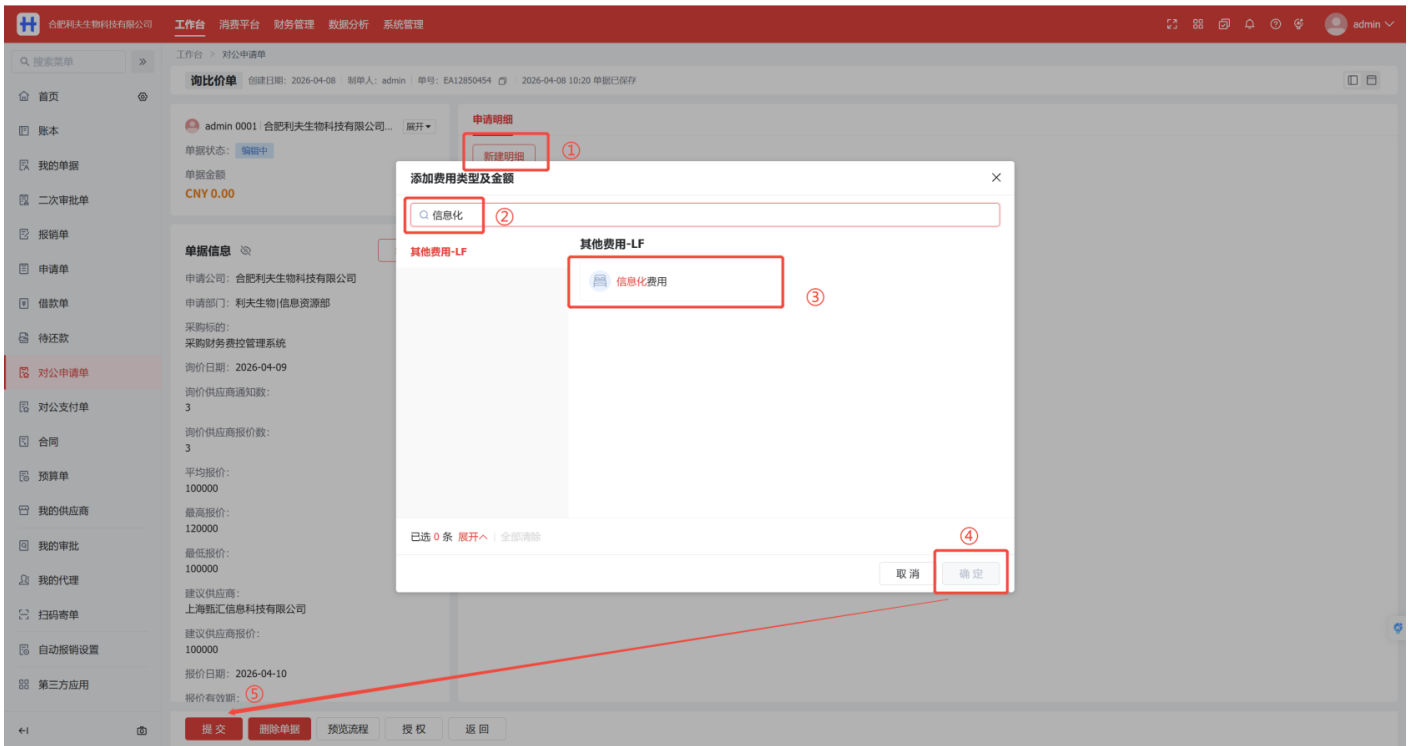 合肥利夫生物科技有限公司 工作台 消费平台 财务管理 数据分析 系统管理 admin
搜索菜单
首页
账本
我的单据
二次审批单
报销单
申请单
借款单
待还款
对公申请单
对公支付单
合同
预算单
我的供应商
我的审批
我的代理
扫码寄单
自动报销设置
第三方应用
工作台 > 对公申请单
询比价单 创建日期: 2026-04-08 制单人: admin 单号: EA12850454 2026-04-08 10:20 单据已保存
admin 0001 合肥利夫生物科技有限公司... 展开
单据状态: 编辑中
单据金额
CNY 0.00
单据信息
申请公司: 合肥利夫生物科技有限公司
申请部门: 利夫生物|信息资源部
采购标的:
采购财务费控管理系统
询价日期: 2026-04-09
询价供应商通知数:
3
询价供应商报价数:
3
平均报价:
100000
最高报价:
120000
最低报价:
100000
建议供应商:
上海甄汇信息科技有限公司
建议供应商报价:
100000
报价日期: 2026-04-10
报价有效期:
⑤
提交 删除单据 预览流程 授权 返回
申请明细
新建明细 ①
添加费用类型及金额
信息化 ②
其他费用-LF
其他费用-LF
信息化费用 ③
已选 0 条 展开 全部清除
④
取消 确定